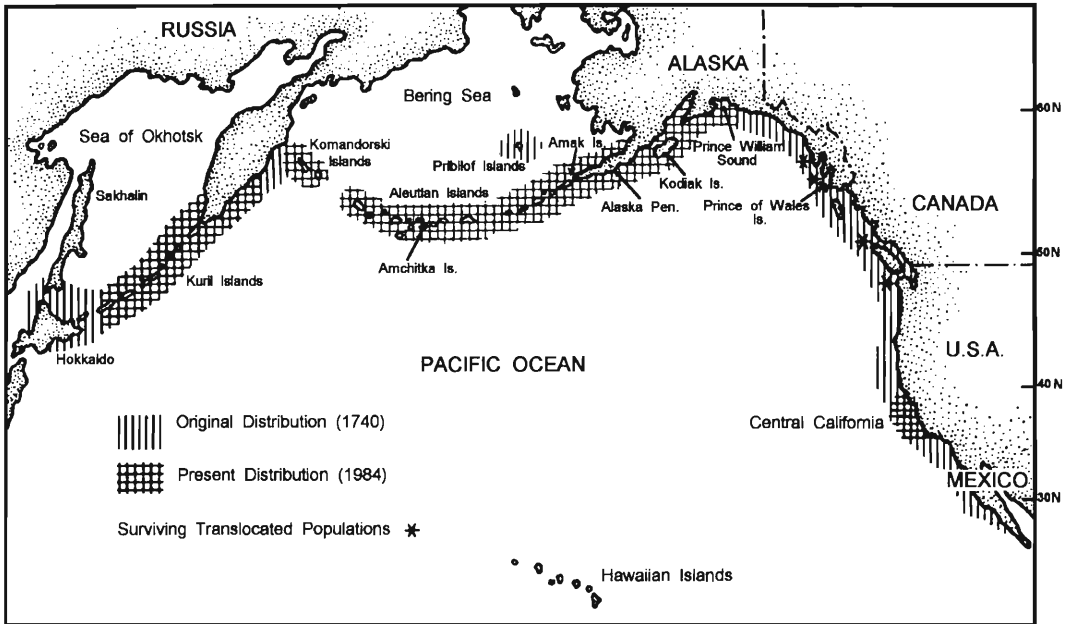 RUSSIA
ALASKA
Bering Sea
60N
Sea of Okhotsk
Komandorski
Islands
Amak Is.
Prince William
Sound
Pribilof Islands
Kodiak Is.
Sakhalin
Aleutian Islands
Alaska Pen.
Prince of Wales
Is.
CANADA
50N
Amchitka Is.
Kuril Islands
Hokkaido
PACIFIC OCEAN
U.S.A.
40N
Original Distribution (1740)
Central California
Present Distribution (1984)
MEXICO
30N
Surviving Translocated Populations *
Hawaiian Islands